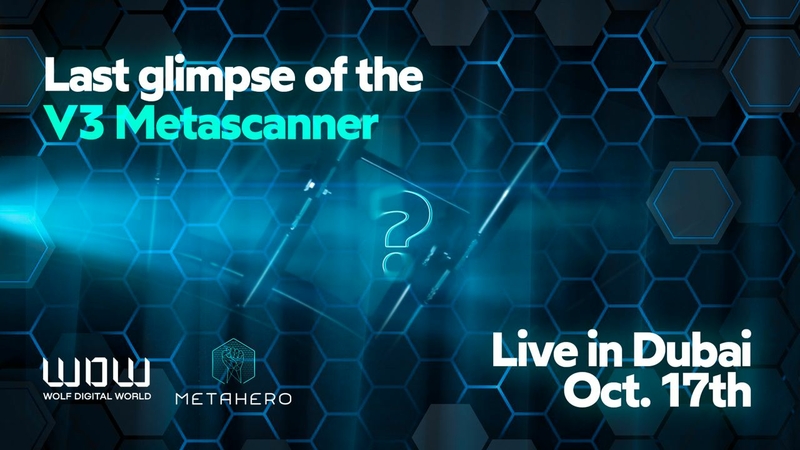 Last glimpse of the
V3 Metascanner
?
WOW
WOLF DIGITAL WORLD
METAHERO
Live in Dubai
Oct. 17th